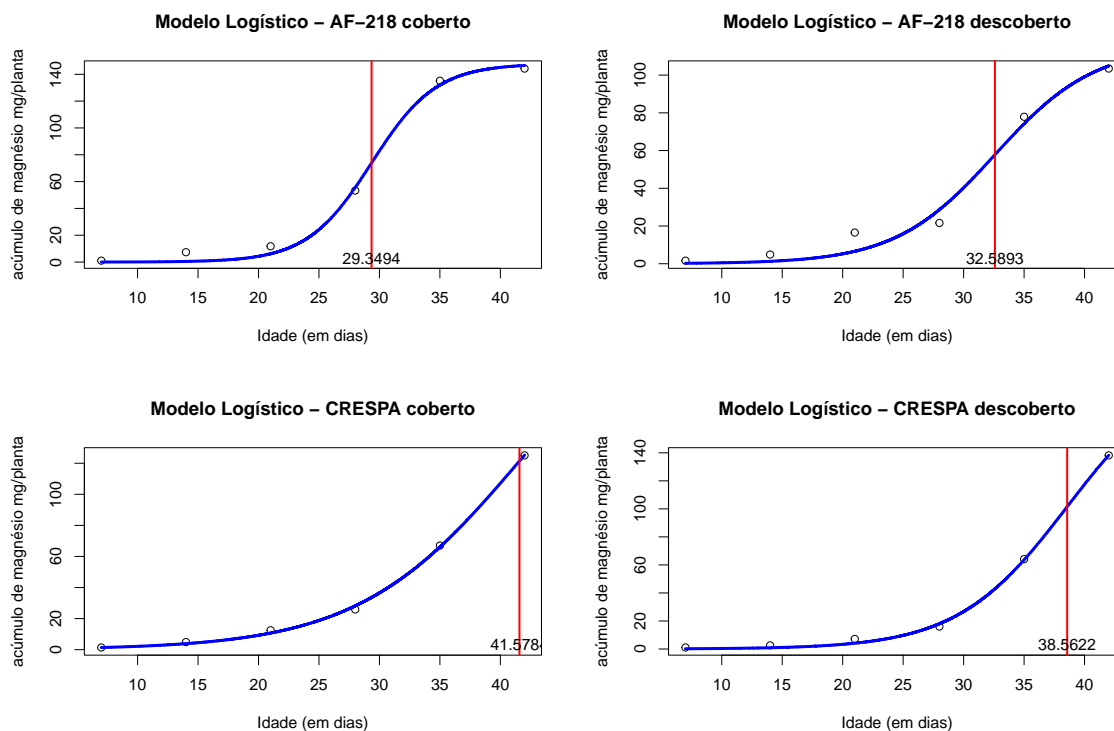 Modelo Logístico − AF−218 coberto
acúmulo de magnésio mg/planta
0 20 60 100 140
29.3494
10 15 20 25 30 35 40
Idade (em dias)
Modelo Logístico − AF−218 descoberto
acúmulo de magnésio mg/planta
0 20 40 60 80 100
32.5893
10 15 20 25 30 35 40
Idade (em dias)
Modelo Logístico − CRESPA coberto
acúmulo de magnésio mg/planta
0 20 60 100
41.5784
10 15 20 25 30 35 40
Idade (em dias)
Modelo Logístico − CRESPA descoberto
acúmulo de magnésio mg/planta
0 20 60 100 140
38.5622
10 15 20 25 30 35 40
Idade (em dias)